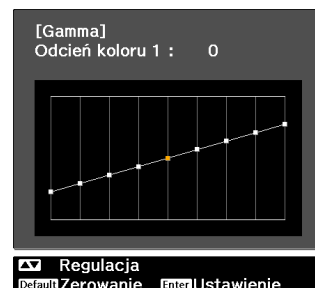 [Gamma]
Odcień koloru 1 : 0
Regulacja
Default Zerowanie Enter Ustawienie